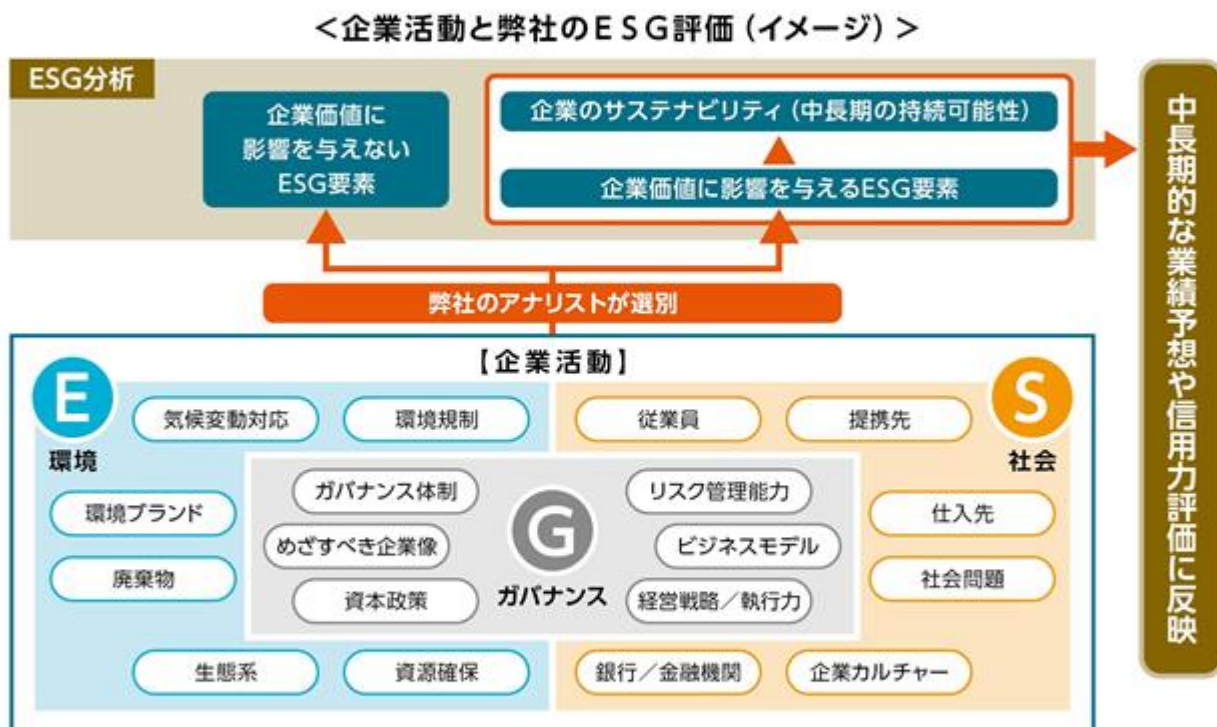 ＜企業活動と弊社のＥＳＧ評価（イメージ）＞
ESG分析
企業価値に
影響を与えない
ESG要素
企業のサステナビリティ（中長期の持続可能性）
企業価値に影響を与えるESG要素
中長期的な業績予想や信用力評価に反映
弊社のアナリストが選別
【企業活動】
E
環境
気候変動対応
環境規制
環境ブランド
廃棄物
生態系
資源確保
G
ガバナンス
ガバナンス体制
めざすべき企業像
資本政策
リスク管理能力
ビジネスモデル
経営戦略／執行力
S
社会
従業員
提携先
仕入先
社会問題
銀行／金融機関
企業カルチャー